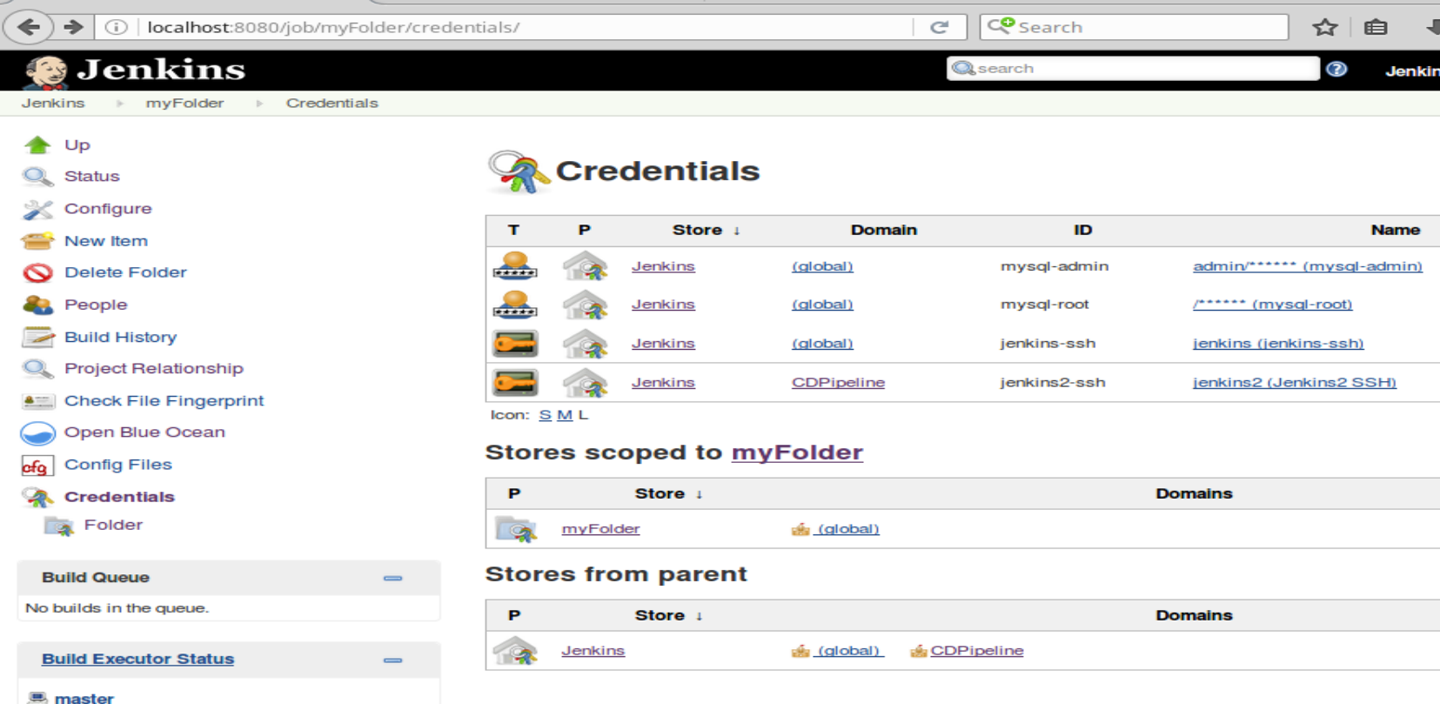 localhost:8080/job/myFolder/credentials/ Search
Jenkins search Jenkin
Jenkins myFolder Credentials
Up
Status
Configure
New Item
Delete Folder
People
Build History
Project Relationship
Check File Fingerprint
Open Blue Ocean
cfg Config Files
Credentials
Folder
Build Queue
No builds in the queue.
Build Executor Status
master
Credentials
T P Store ↓ Domain ID Name
Jenkins (global) mysql-admin admin/****** (mysql-admin)
Jenkins (global) mysql-root /****** (mysql-root)
Jenkins (global) jenkins-ssh jenkins (jenkins-ssh)
Jenkins CDPipeline jenkins2-ssh jenkins2 (Jenkins2 SSH)
Icon: S M L
Stores scoped to myFolder
P Store ↓ Domains
myFolder (global)
Stores from parent
P Store ↓ Domains
Jenkins (global) CDPipeline